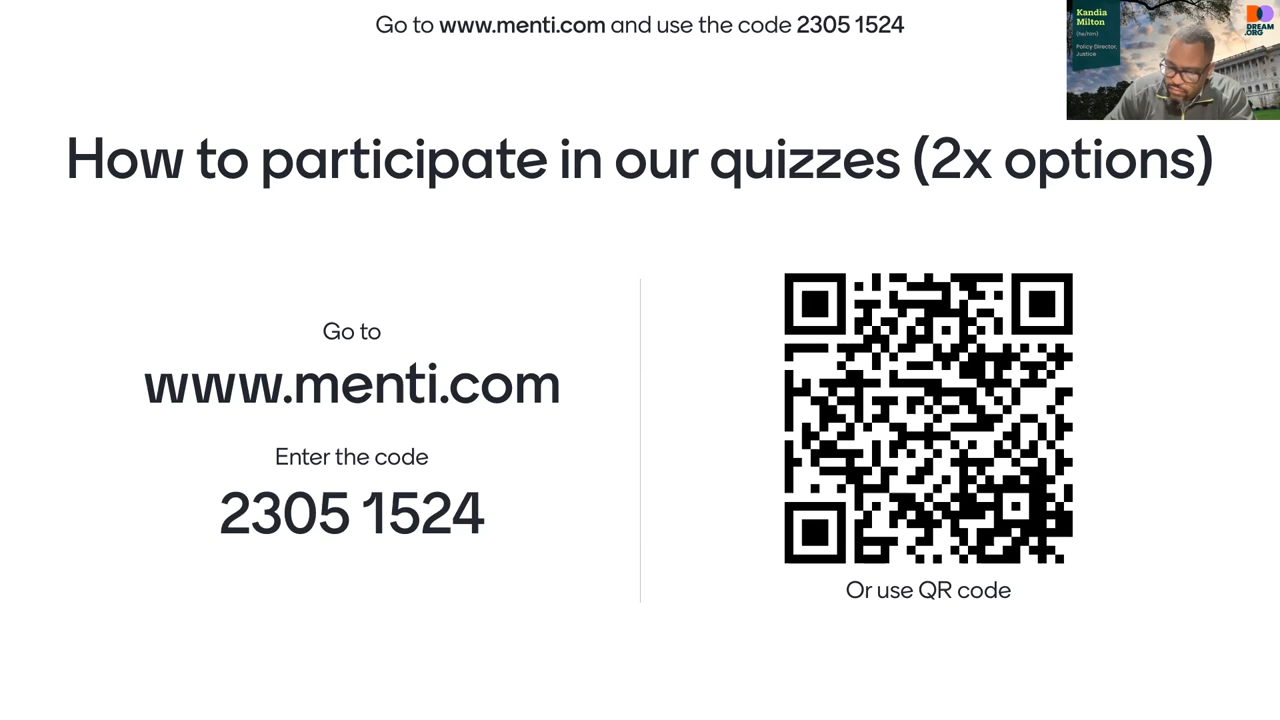 Go to www.menti.com and use the code 2305 1524
Kandia
Milton
(he/him)
Policy Director,
Justice
DREAM
.ORG
How to participate in our quizzes (2x options)
Go to
www.menti.com
Enter the code
2305 1524
Or use QR code